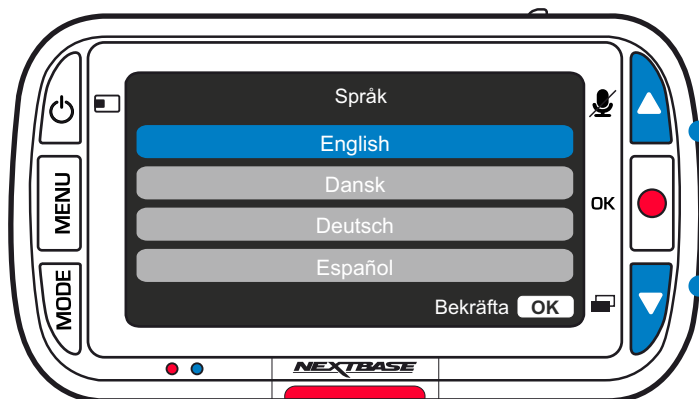 Språk
English
Dansk
Deutsch
Español
Bekräfta OK
MENU
MODE
OK
NEXTBASE